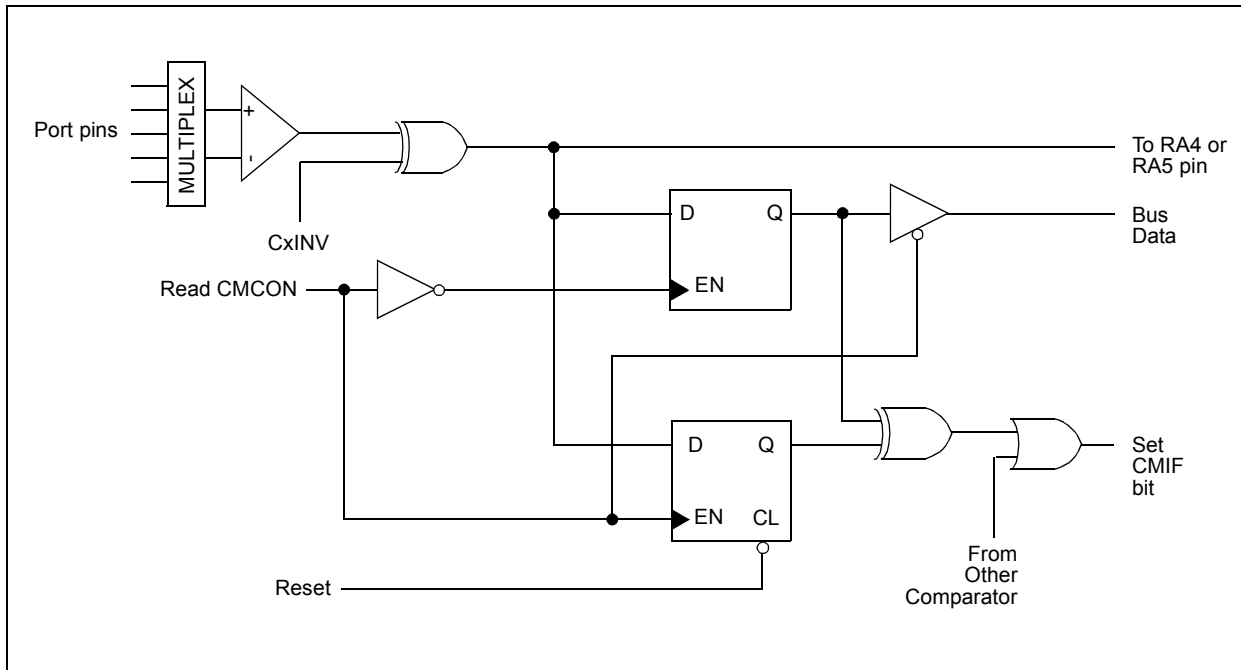 MULTIPLEX
+
-
Port pins
CxINV
To RA4 or
RA5 pin
D
Q
EN
Bus
Data
Read CMCON
D
Q
EN
CL
Set
CMIF
bit
From
Other
Comparator
Reset